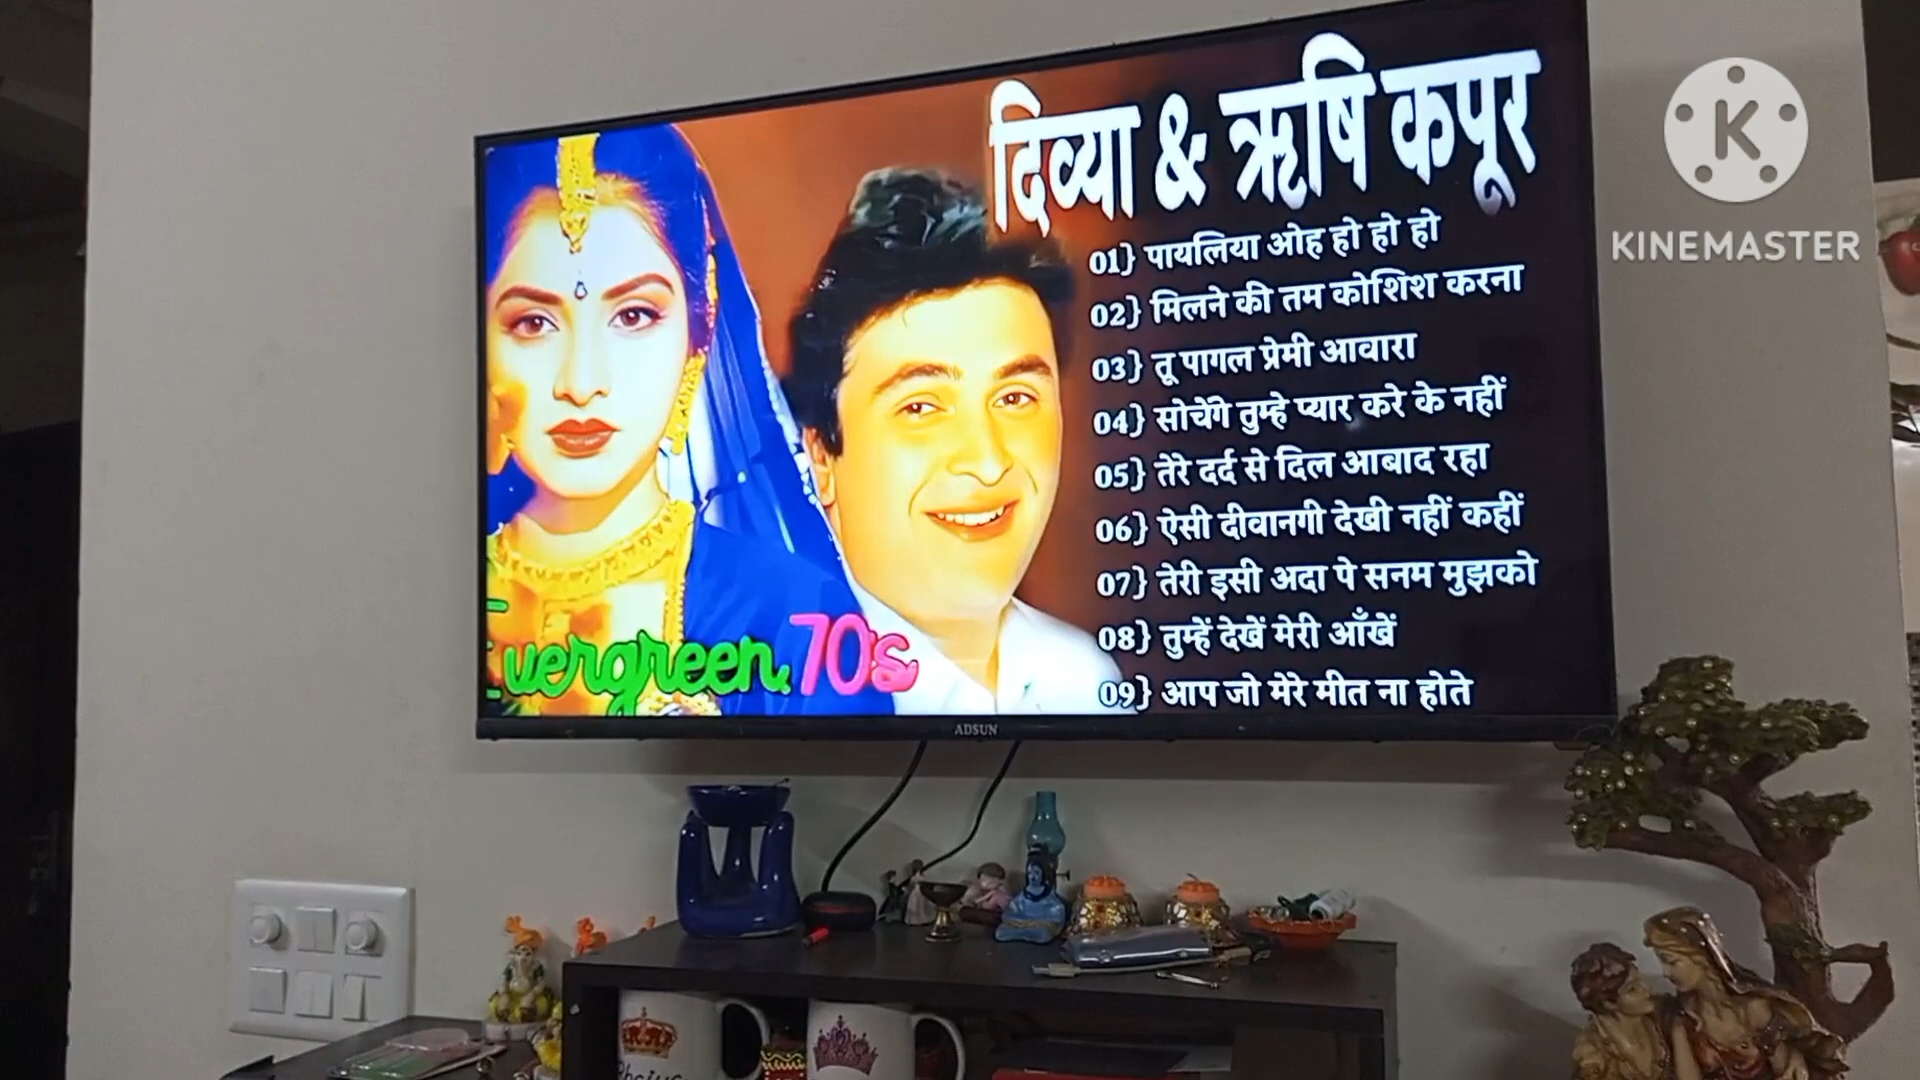 दिव्या & ऋषि कपूर
01} पायलिया ओह हो हो हो
02} मिलने की तम कोशिश करना
03} तू पागल प्रेमी आवारा
04} सोचेंगे तुम्हे प्यार करे के नहीं
05} तेरे दर्द से दिल आबाद रहा
06} ऐसी दीवानगी देखी नहीं कहीं
07} तेरी इसी अदा पे सनम मुझको
08} तुम्हें देखें मेरी आँखें
09} आप जो मेरे मीत ना होते
Evergreen 70's
ADSUN
K
KINEMASTER